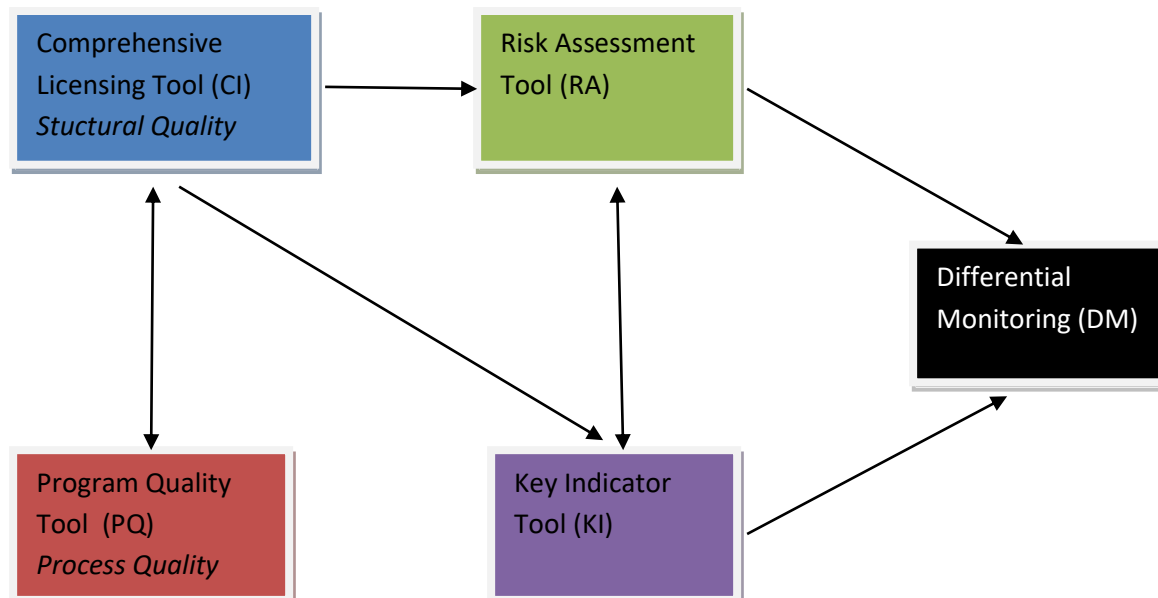 Comprehensive
Licensing Tool (CI)
Stuctural Quality
Risk Assessment
Tool (RA)
Differential
Monitoring (DM)
Program Quality
Tool  (PQ)
Process Quality
Key Indicator
Tool (KI)